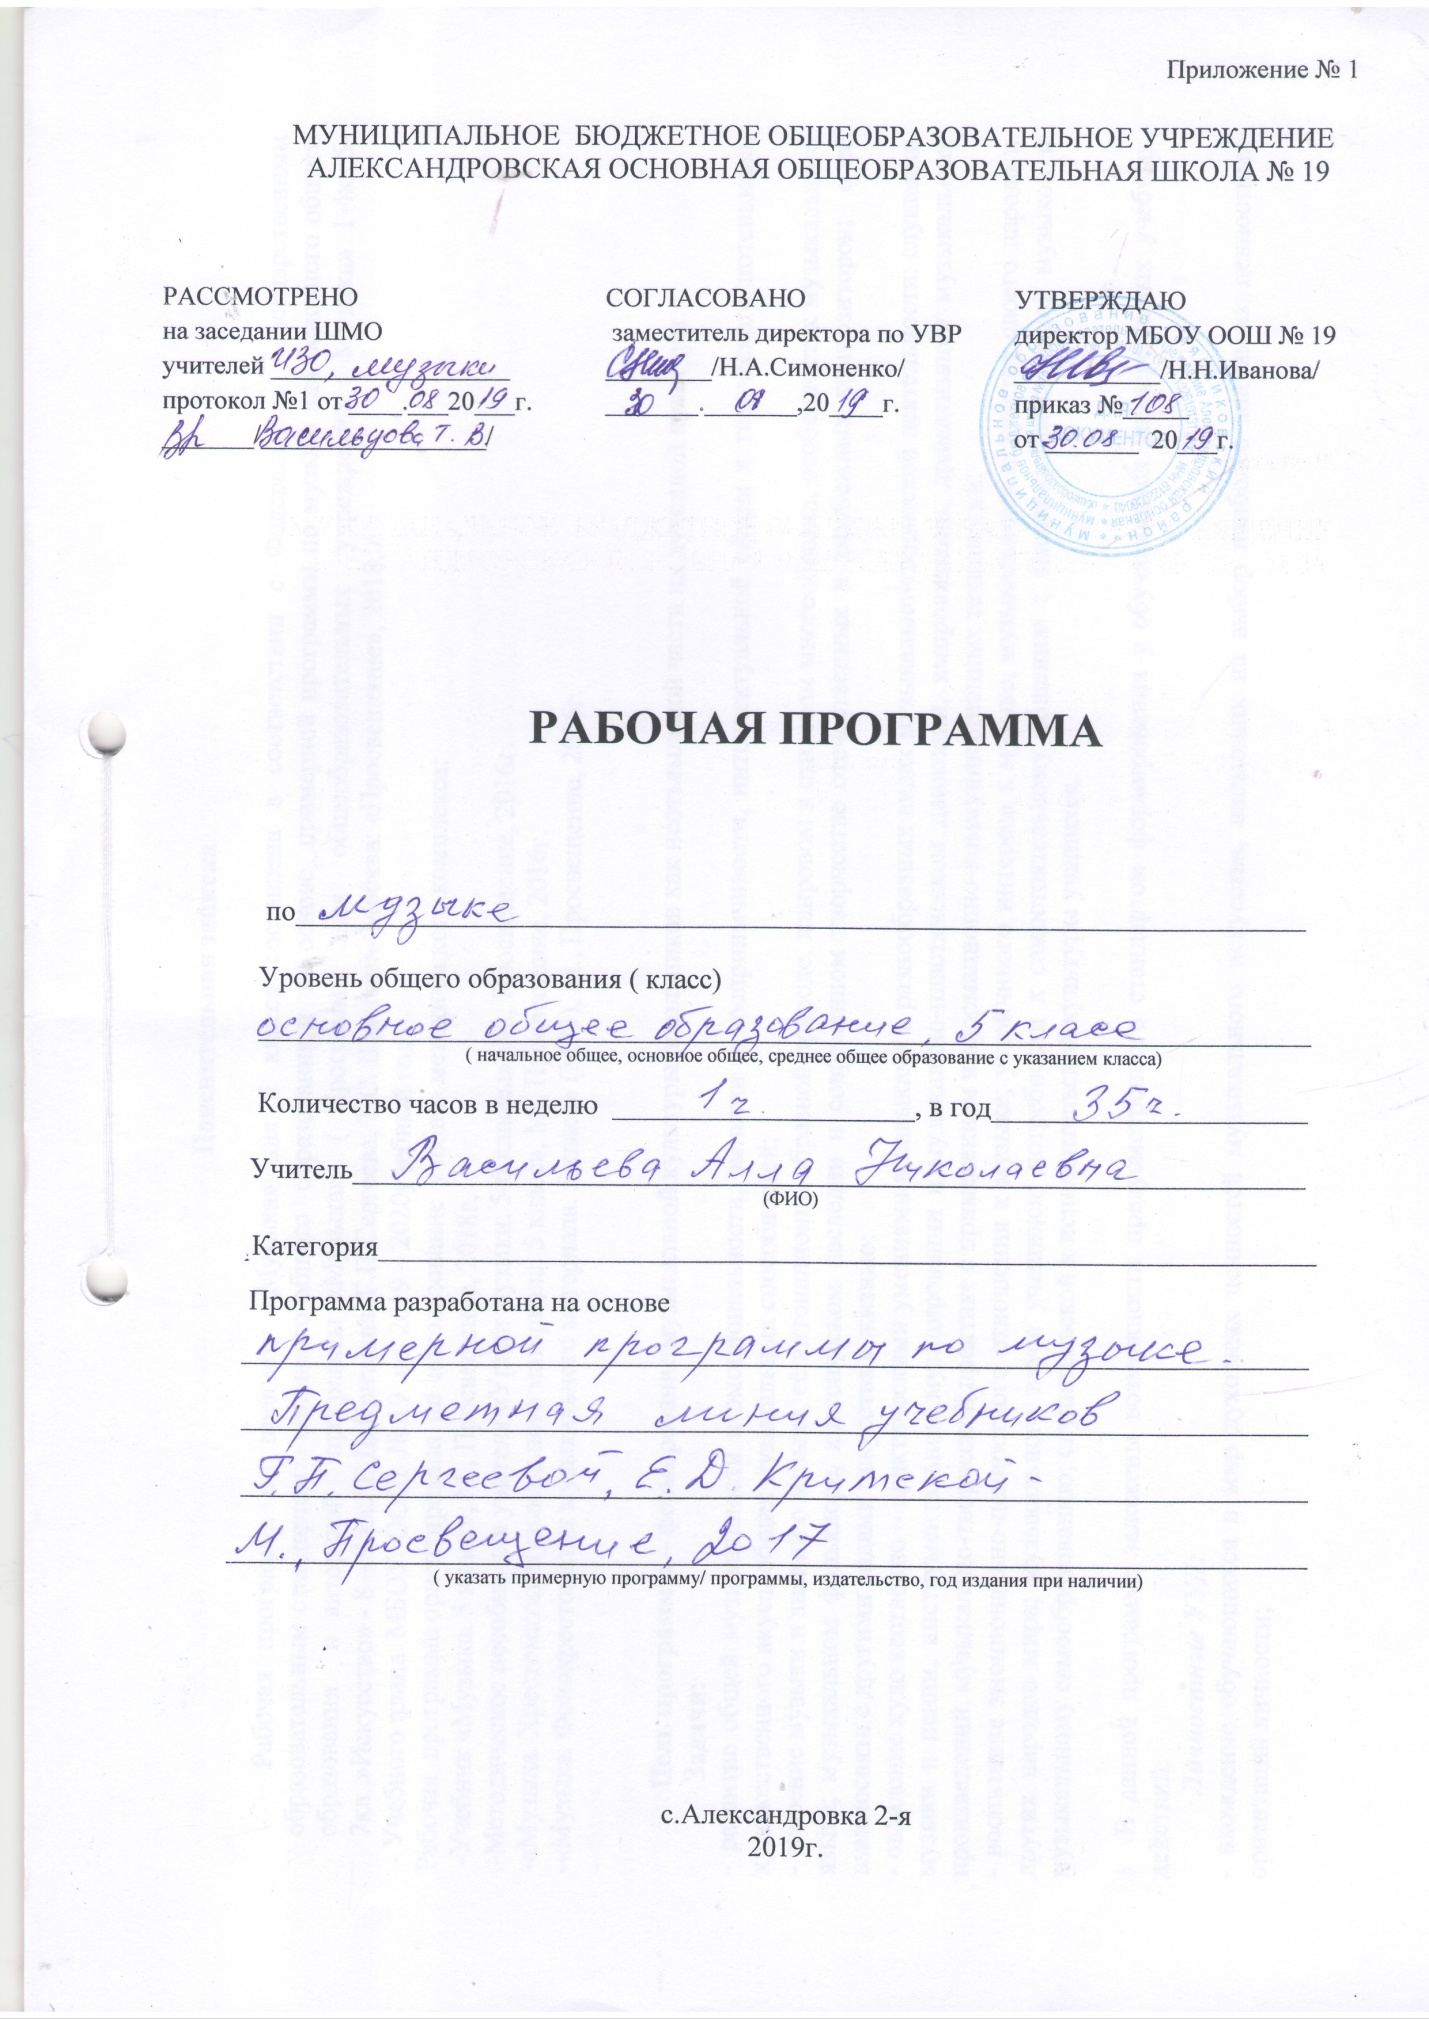 Приложение № 1
МУНИЦИПАЛЬНОЕ БЮДЖЕТНОЕ ОБЩЕОБРАЗОВАТЕЛЬНОЕ УЧРЕЖДЕНИЕ
АЛЕКСАНДРОВСКАЯ ОСНОВНАЯ ОБЩЕОБРАЗОВАТЕЛЬНАЯ ШКОЛА № 19
РАССМОТРЕНО
на заседании ШМО
учителей ИЗО, музыки
протокол №1 от 30.08 2019 г.
/Васильцова Т. В/
СОГЛАСОВАНО
заместитель директора по УВР
/Н.А.Симоненко/
30.08,2019г.
УТВЕРЖДАЮ
директор МБОУ ООШ № 19
/Н.Н.Иванова/
приказ № 108
от 30.08 2019г.
РАБОЧАЯ ПРОГРАММА
по музыке
Уровень общего образования ( класс)
основное общее образование, 5 класс
( начальное общее, основное общее, среднее общее образование с указанием класса)
Количество часов в неделю 1 ч., в год 35 ч.
Учитель Васильева Алла Николаевна
(ФИО)
Категория
Программа разработана на основе
примерной программы по музыке.
Предметная линия учебников
Г.П. Сергеевой, Е.Д. Критской -
М., Просвещение, 2017
( указать примерную программу/ программы, издательство, год издания при наличии)
с.Александровка 2-я
2019г.